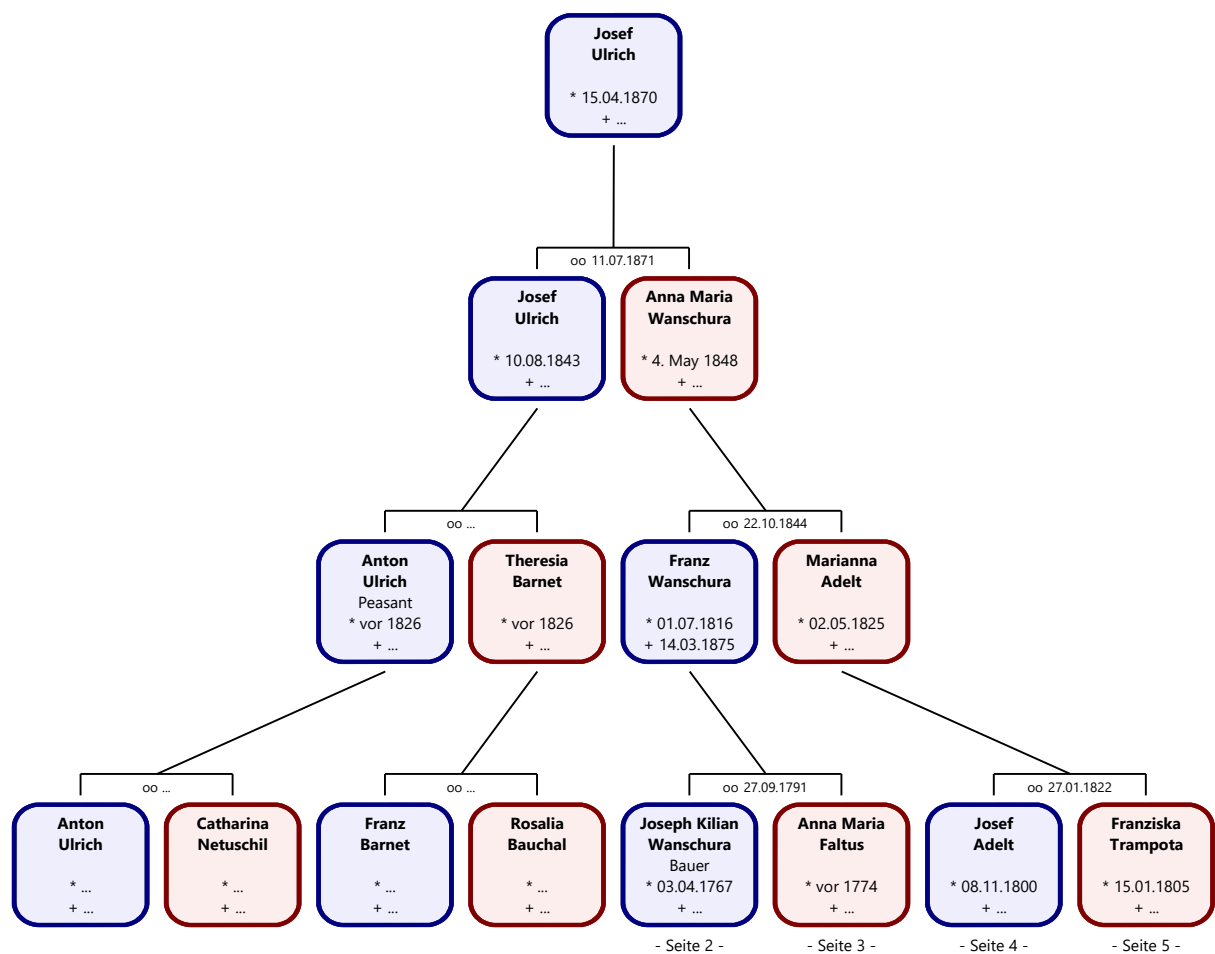 Josef
Ulrich
* 15.04.1870
+ ...
oo 11.07.1871
Josef
Ulrich
* 10.08.1843
+ ...
Anna Maria
Wanschura
* 4. May 1848
+ ...
oo ...
oo 22.10.1844
Anton
Ulrich
Peasant
* vor 1826
+ ...
Theresia
Barnet
* vor 1826
+ ...
Franz
Wanschura
* 01.07.1816
+ 14.03.1875
Marianna
Adelt
* 02.05.1825
+ ...
oo ...
oo ...
oo 27.09.1791
oo 27.01.1822
Anton
Ulrich
* ...
+ ...
Catharina
Netuschil
* ...
+ ...
Franz
Barnet
* ...
+ ...
Rosalia
Bauchal
* ...
+ ...
Joseph Kilian
Wanschura
Bauer
* 03.04.1767
+ ...
Anna Maria
Faltus
* vor 1774
+ ...
Josef
Adelt
* 08.11.1800
+ ...
Franziska
Trampota
* 15.01.1805
+ ...
- Seite 2 -
- Seite 3 -
- Seite 4 -
- Seite 5 -